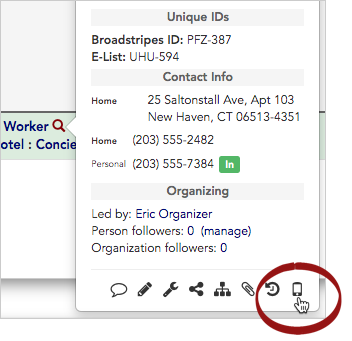 Unique IDs
Broadstripes ID: PFZ-387
E-List: UHU-594
Contact Info
Home 25 Saltonstall Ave, Apt 103
New Haven, CT 06513-4351
Home (203) 555-2482
Personal (203) 555-7384 In
Organizing
Led by: Eric Organizer
Person followers: 0 (manage)
Organization followers: 0
Worker
otel : Concie